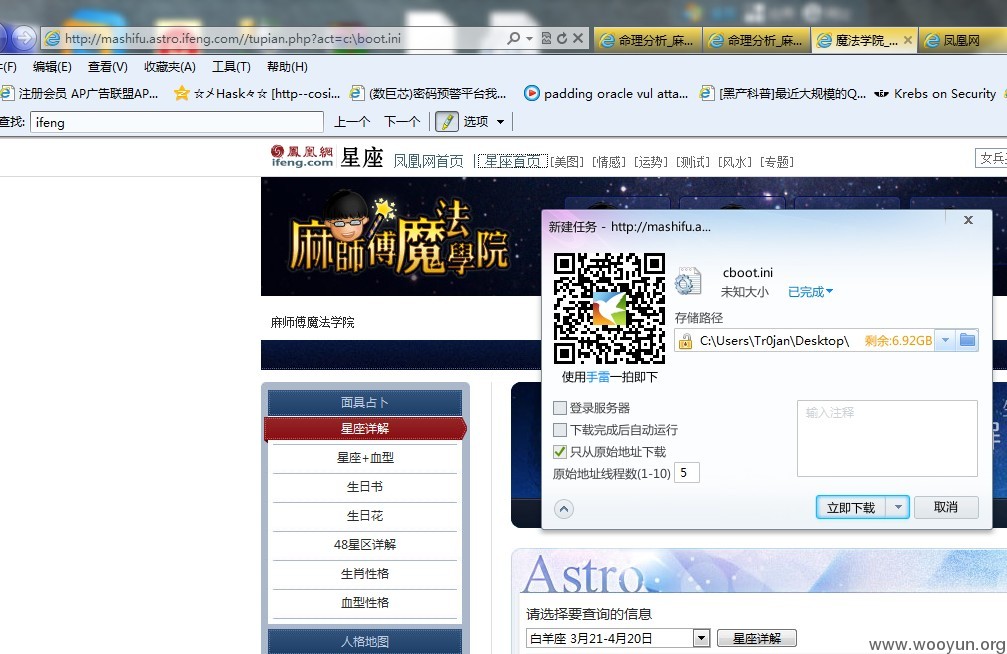 http://mashifu.astro.ifeng.com//tupian.php?act=c:\boot.ini
命理分析_麻... 命理分析_麻... 魔法学院_... 凤凰网
(F) 编辑(E) 查看(V) 收藏夹(A) 工具(T) 帮助(H)
注册会员 AP广告联盟AP... ☆メHask々☆ [http--cosi... (数巨芯)密码预警平台我... padding oracle vul atta... [黑产科普]最近大规模的Q... Krebs on Security
查找: ifeng 上一个 下一个 选项
鳳凰網
ifeng.com 星座 凤凰网首页 | 星座首页 [美图] [情感] [运势] [测试] [风水] [专题]
女兵
麻師傅魔法學院
麻师傅魔法学院
面具占卜
星座详解
星座+血型
生日书
生日花
48星区详解
生肖性格
血型性格
人格地图
新建任务 - http://mashifu.a...
cboot.ini
未知大小 已完成
存储路径
C:\Users\Tr0jan\Desktop\ 剩余:6.92GB
使用手雷一拍即下
登录服务器
下载完成后自动运行
只从原始地址下载
原始地址线程数(1-10) 5
输入注释
立即下载 取消
Astro
请选择要查询的信息
白羊座 3月21-4月20日 星座详解
www.wooyun.org